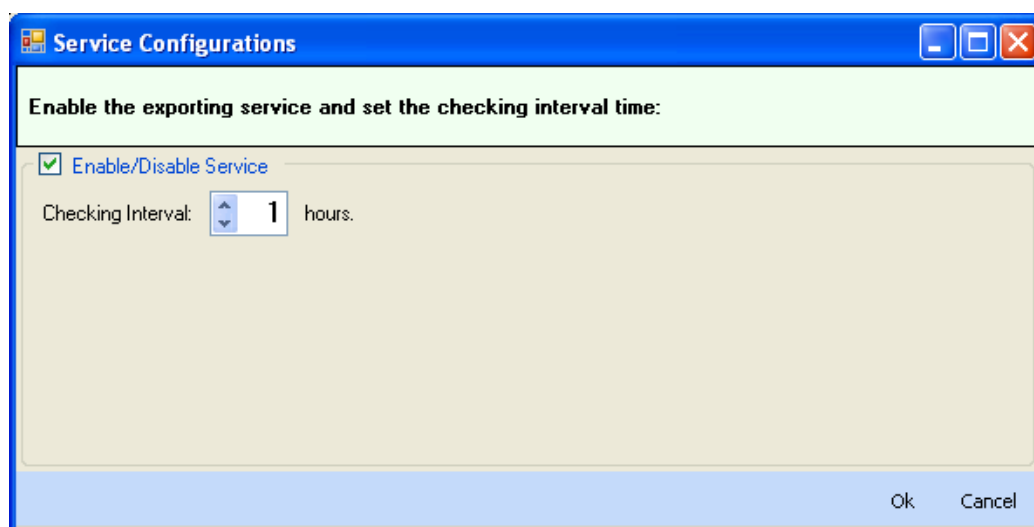 Service Configurations
Enable the exporting service and set the checking interval time:
Enable/Disable Service
Checking Interval: 1 hours.
Ok Cancel